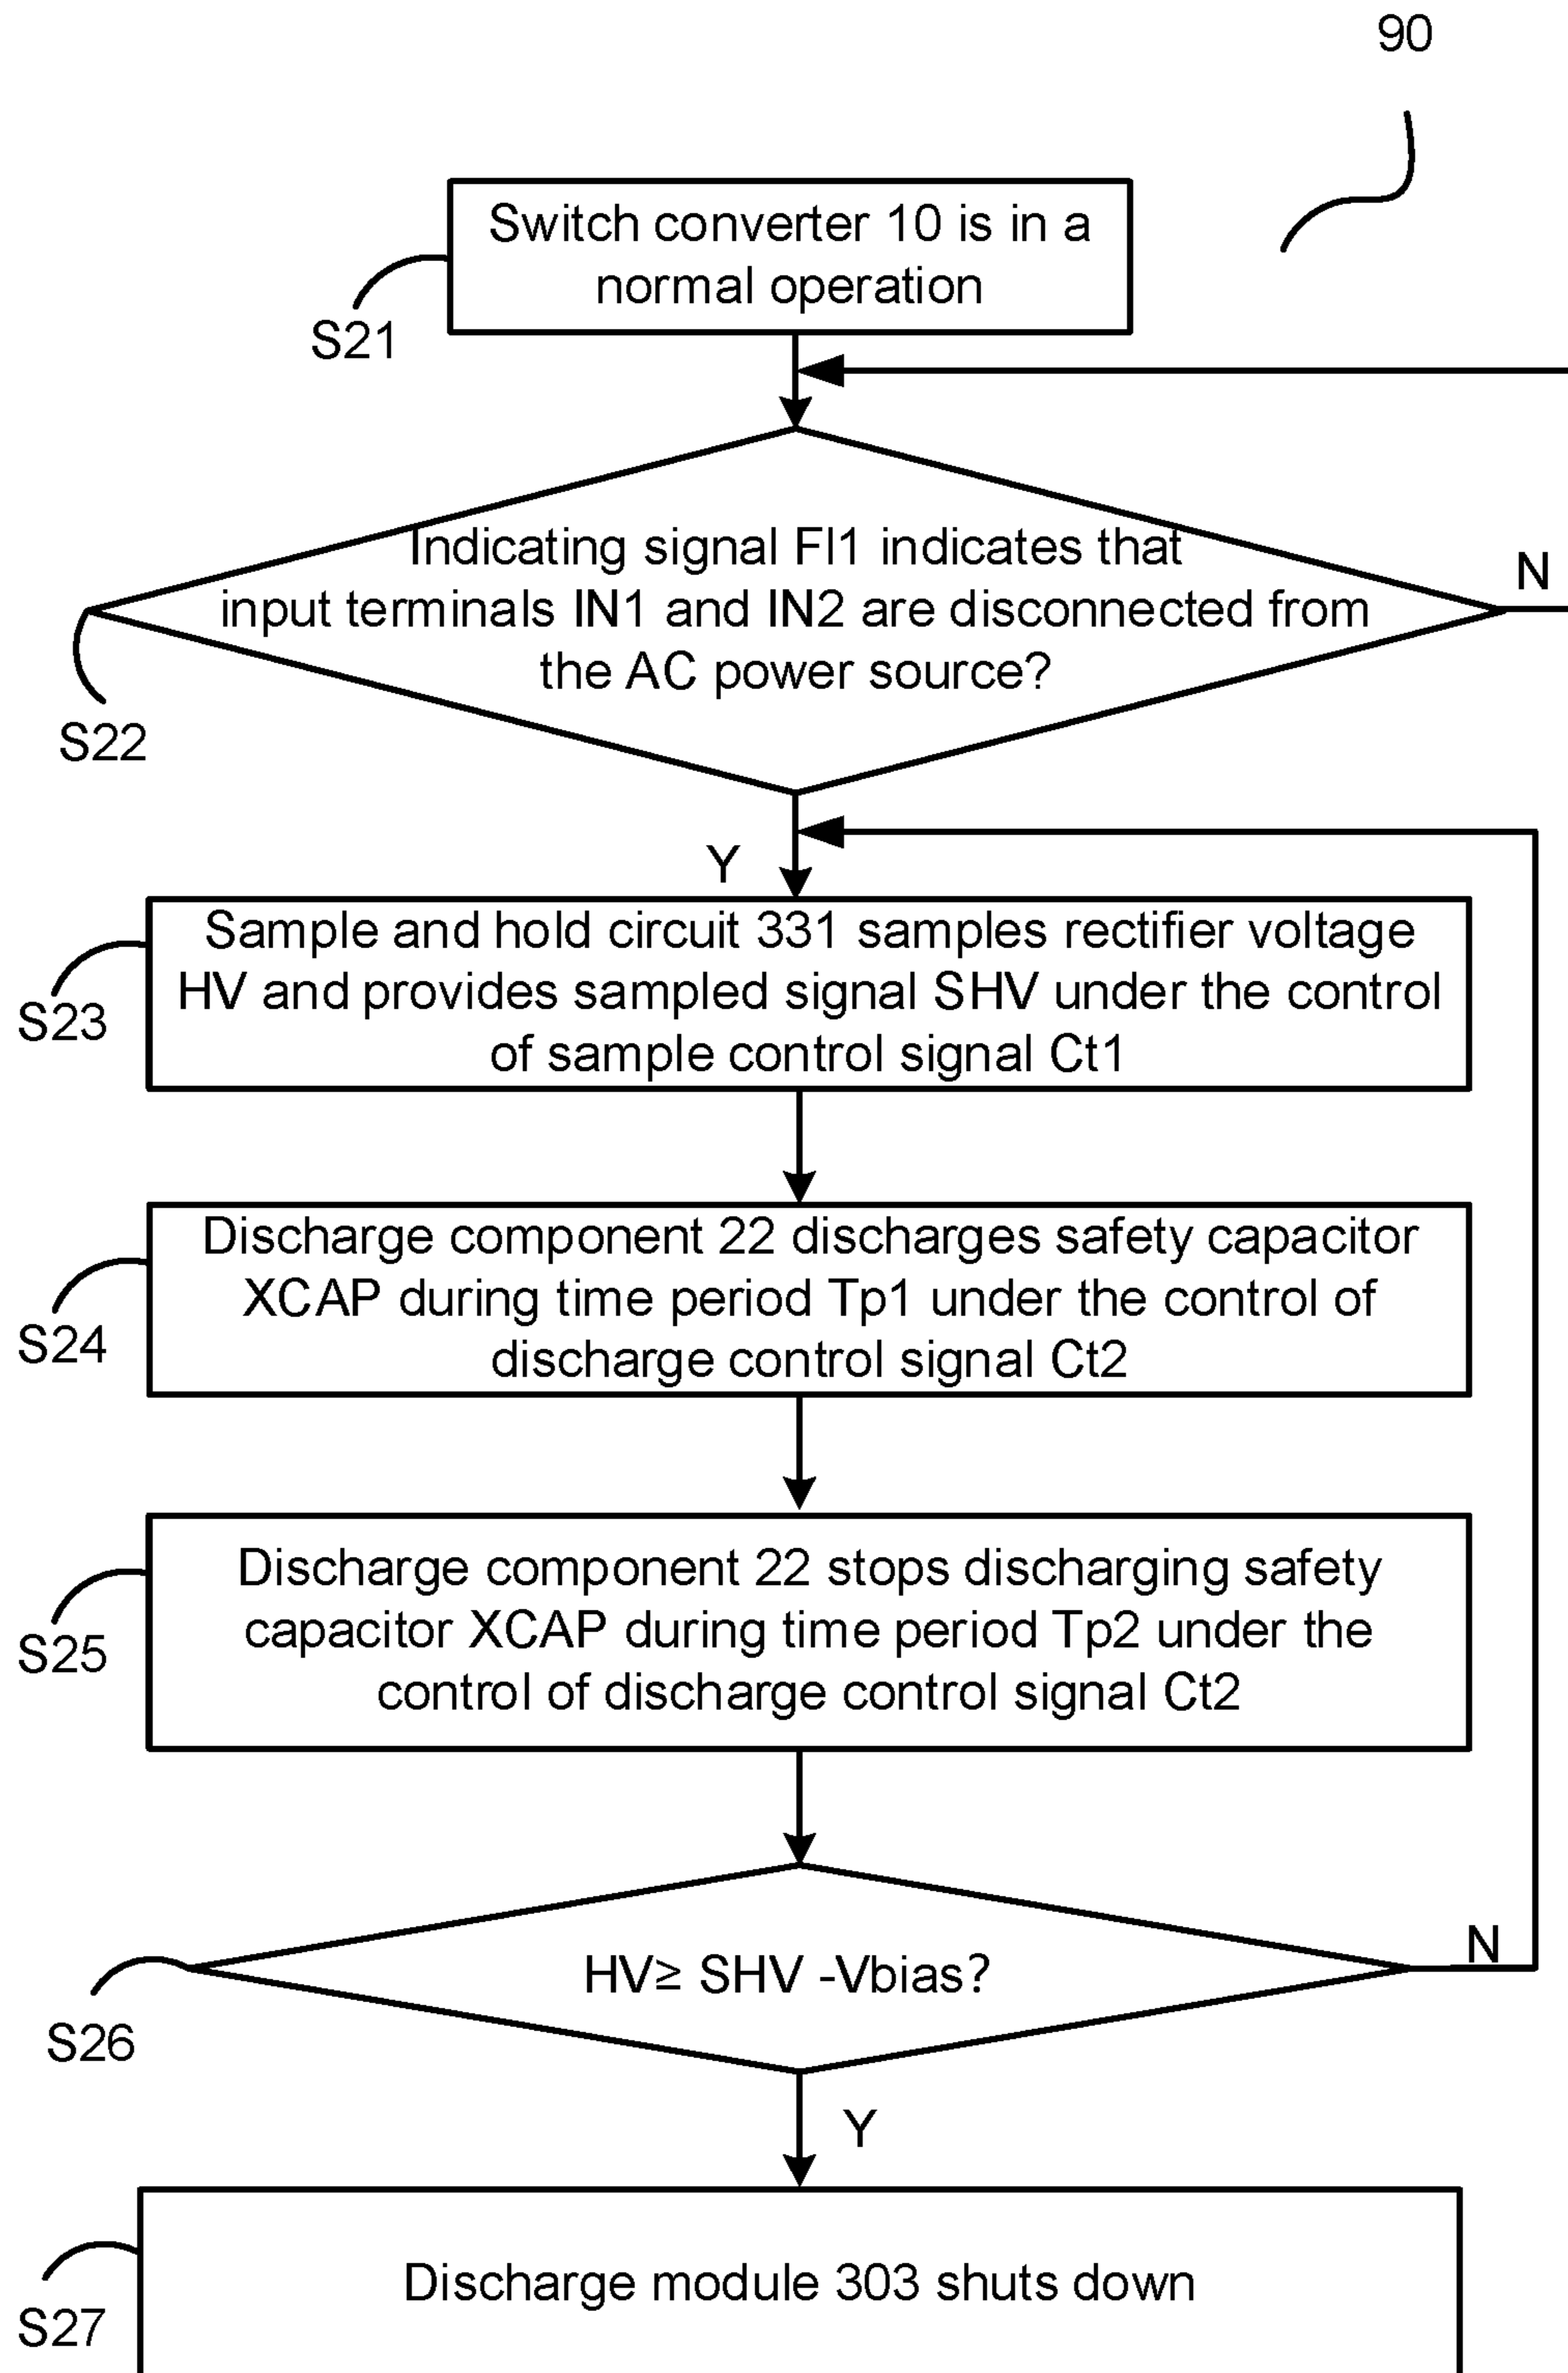 90
Switch converter 10 is in a
normal operation
S21
Indicating signal Fl1 indicates that
input terminals IN1 and IN2 are disconnected from
the AC power source?
N
S22
Y
Sample and hold circuit 331 samples rectifier voltage
HV and provides sampled signal SHV under the control
of sample control signal Ct1
S23
Discharge component 22 discharges safety capacitor
XCAP during time period Tp1 under the control of
discharge control signal Ct2
S24
Discharge component 22 stops discharging safety
capacitor XCAP during time period Tp2 under the
control of discharge control signal Ct2
S25
HV≥ SHV -Vbias?
N
S26
Y
Discharge module 303 shuts down
S27